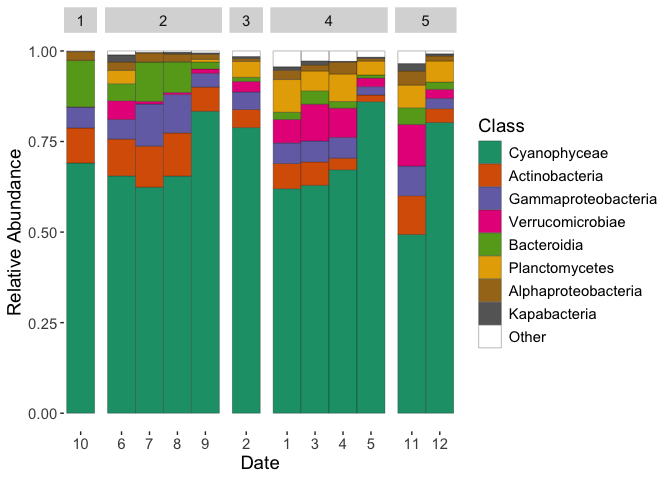 1 2 3 4 5
1.00
0.75
0.50
0.25
0.00
Relative Abundance
10 6 7 8 9 2 1 3 4 5 11 12
Date
Class
Cyanophyceae
Actinobacteria
Gammaproteobacteria
Verrucomicrobiae
Bacteroidia
Planctomycetes
Alphaproteobacteria
Kapabacteria
Other